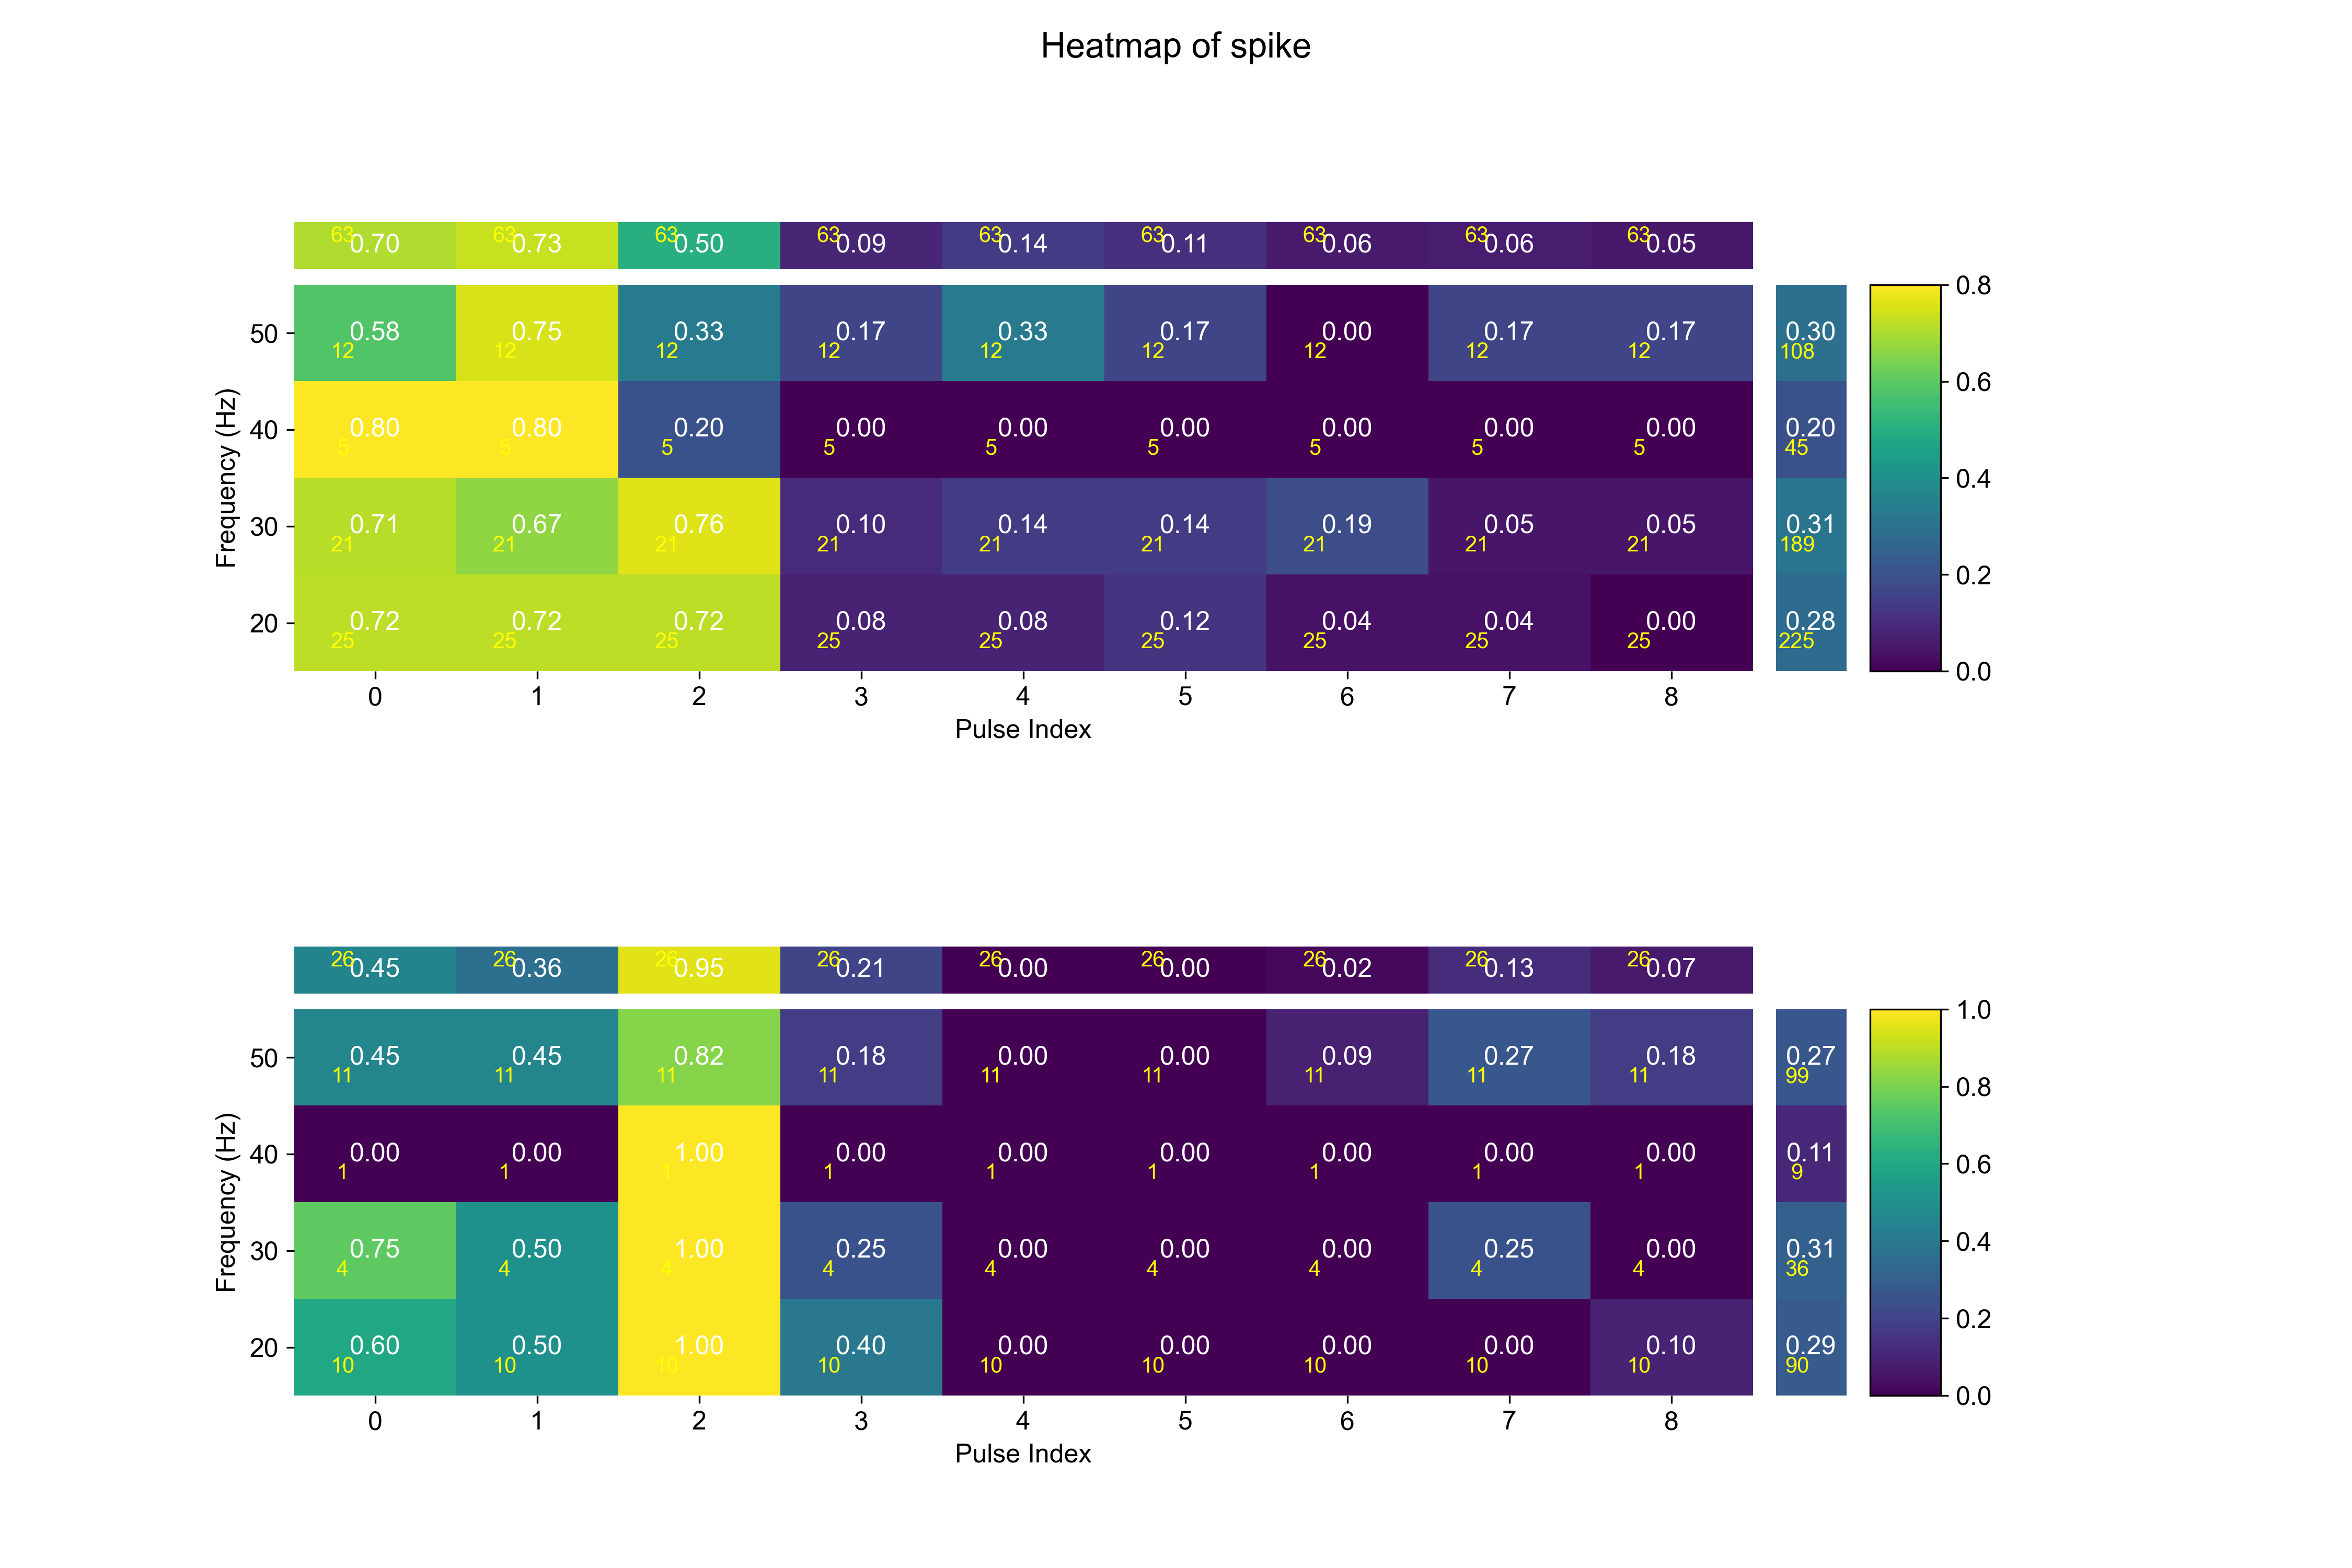 Heatmap of spike
63 0.70 63 0.73 63 0.50 63 0.09 63 0.14 63 0.11 63 0.06 63 0.06 63 0.05
50 0.58 0.75 0.33 0.17 0.33 0.17 0.00 0.17 0.17 0.30
12 12 12 12 12 12 12 12 12 108
40 0.80 0.80 0.20 0.00 0.00 0.00 0.00 0.00 0.00 0.20
5 5 5 5 5 5 5 5 5 45
30 0.71 0.67 0.76 0.10 0.14 0.14 0.19 0.05 0.05 0.31
21 21 21 21 21 21 21 21 21 189
20 0.72 0.72 0.72 0.08 0.08 0.12 0.04 0.04 0.00 0.28
25 25 25 25 25 25 25 25 25 225
0 1 2 3 4 5 6 7 8
Pulse Index
Frequency (Hz)
0.8
0.6
0.4
0.2
0.0
26 0.45 26 0.36 26 0.95 26 0.21 26 0.00 26 0.00 26 0.02 26 0.13 26 0.07
50 0.45 0.45 0.82 0.18 0.00 0.00 0.09 0.27 0.18 0.27
11 11 11 11 11 11 11 11 11 99
40 0.00 0.00 1.00 0.00 0.00 0.00 0.00 0.00 0.00 0.11
1 1 1 1 1 1 1 1 1 9
30 0.75 0.50 1.00 0.25 0.00 0.00 0.00 0.25 0.00 0.31
4 4 4 4 4 4 4 4 4 36
20 0.60 0.50 1.00 0.40 0.00 0.00 0.00 0.00 0.10 0.29
10 10 10 10 10 10 10 10 10 90
0 1 2 3 4 5 6 7 8
Pulse Index
Frequency (Hz)
1.0
0.8
0.6
0.4
0.2
0.0